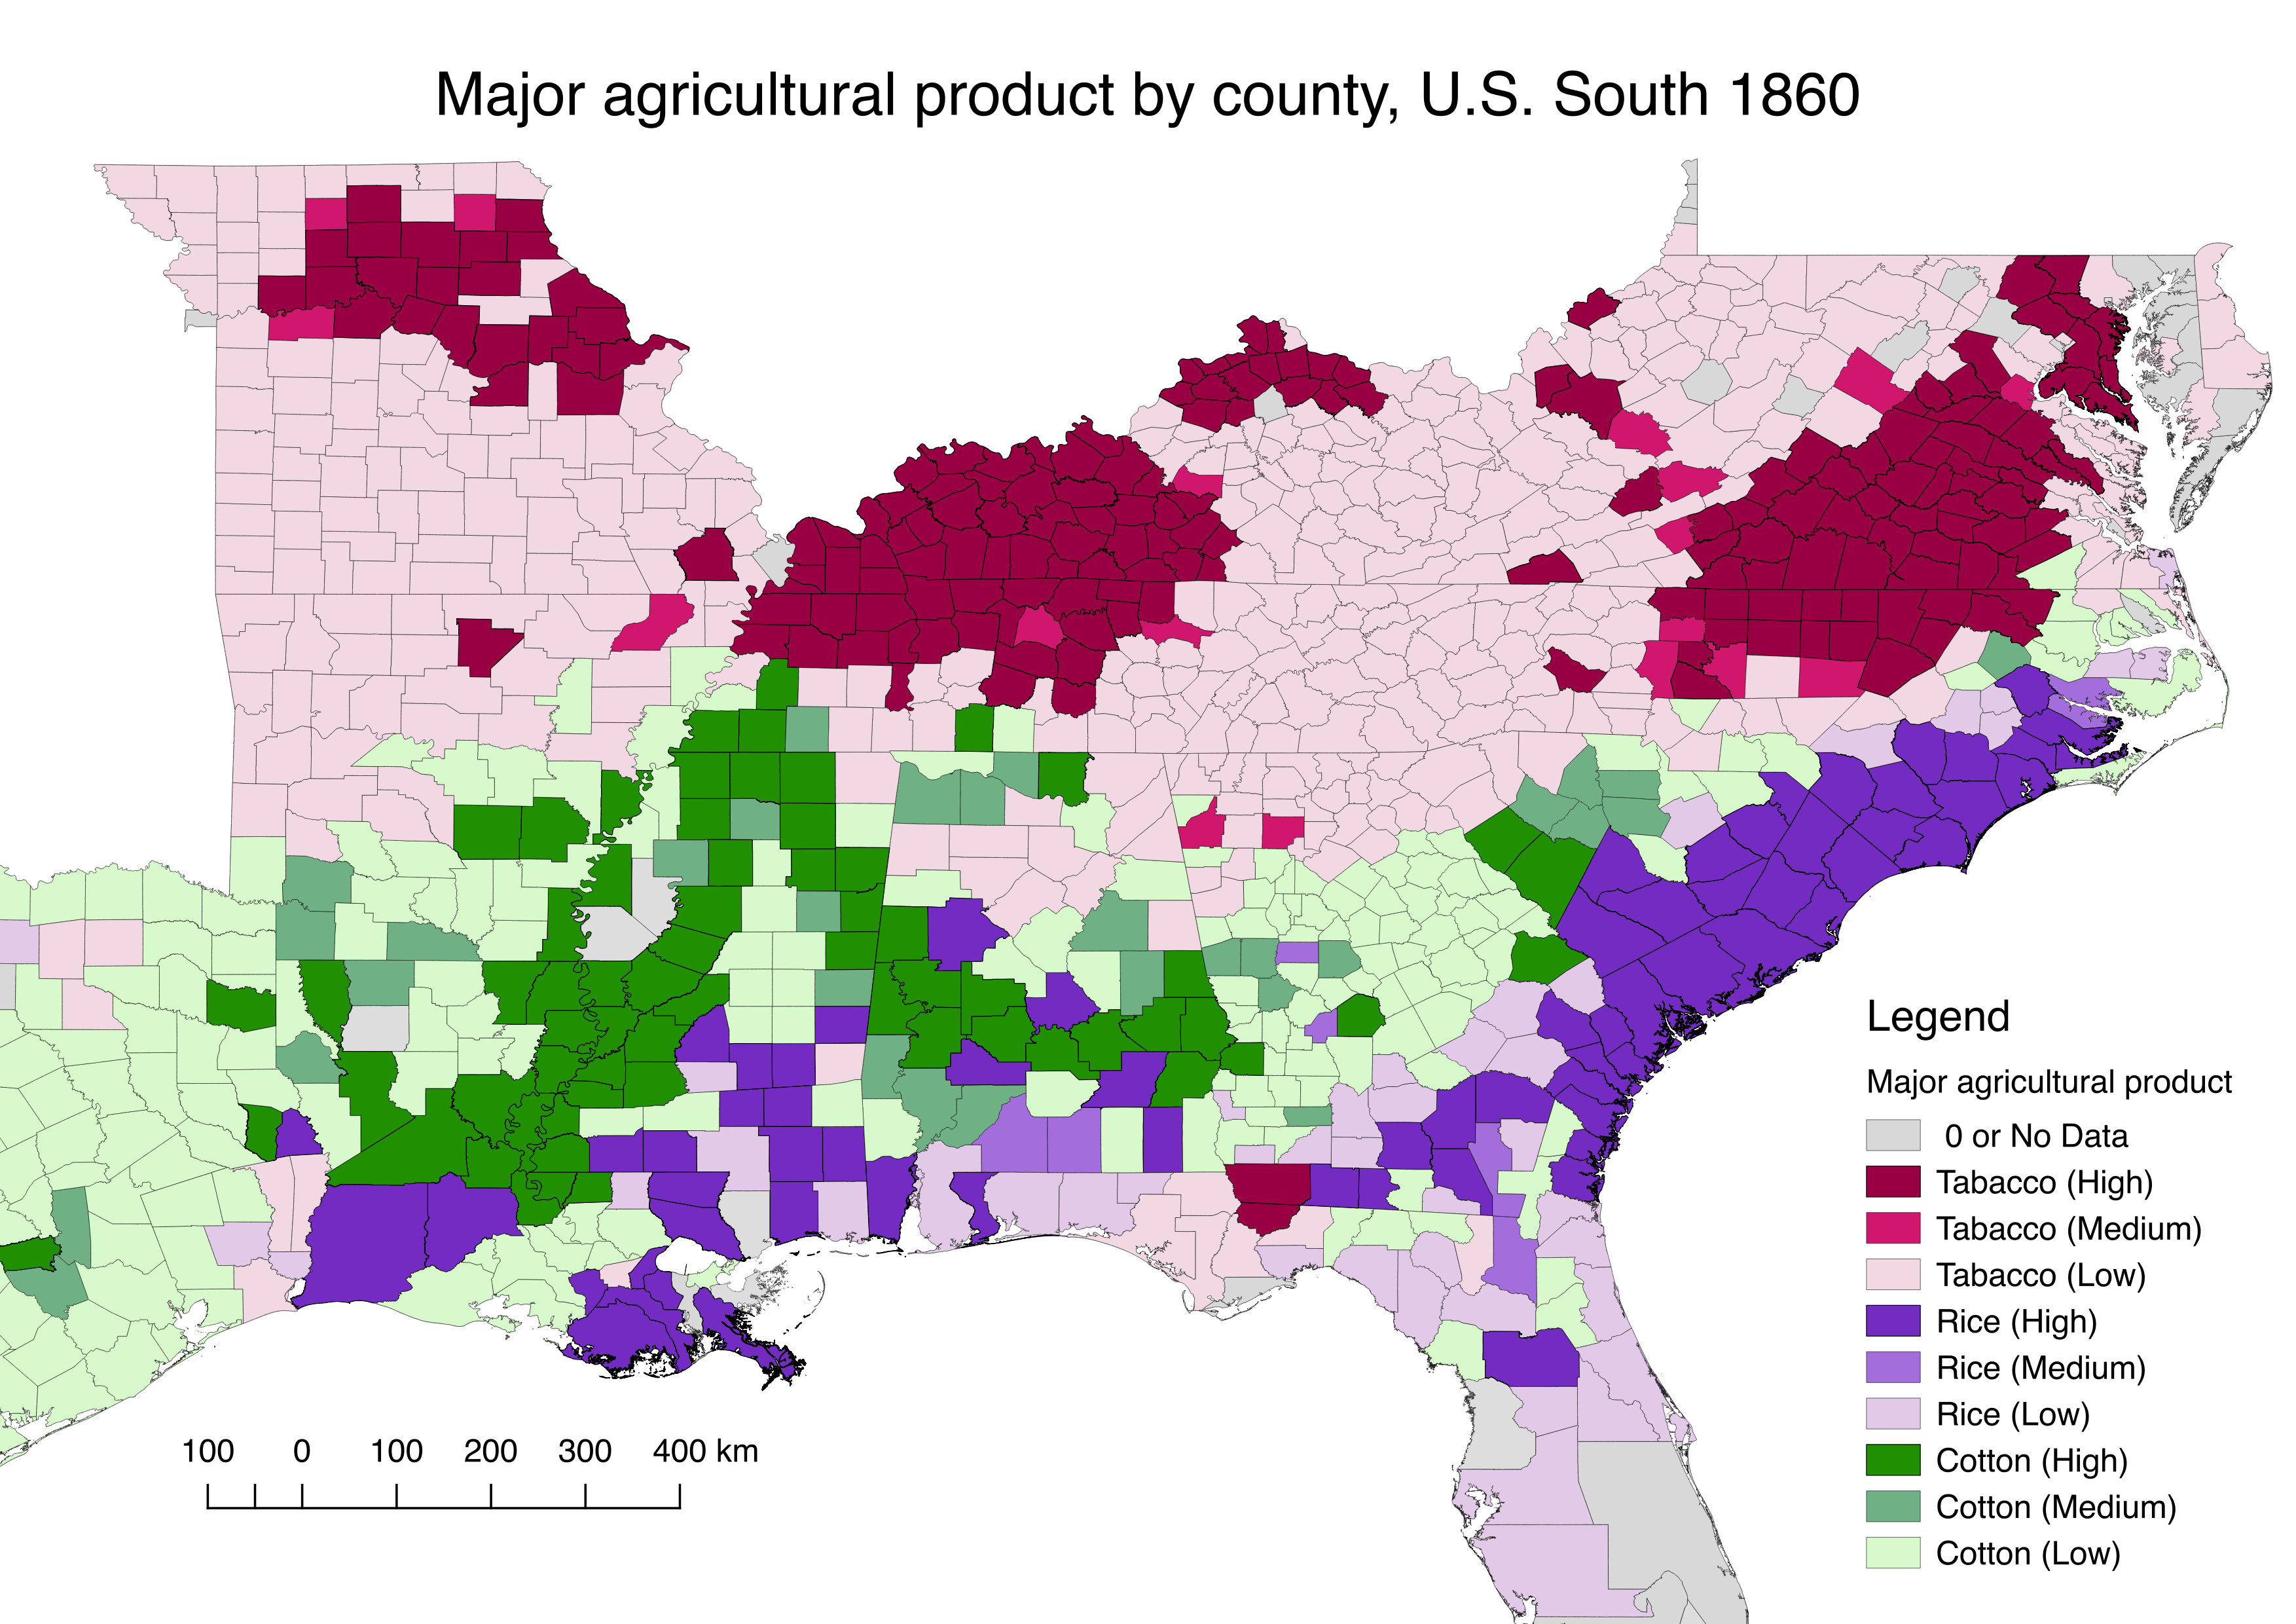 Major agricultural product by county, U.S. South 1860
Legend
Major agricultural product
0 or No Data
Tabacco (High)
Tabacco (Medium)
Tabacco (Low)
Rice (High)
Rice (Medium)
Rice (Low)
Cotton (High)
Cotton (Medium)
Cotton (Low)
100 0 100 200 300 400 km